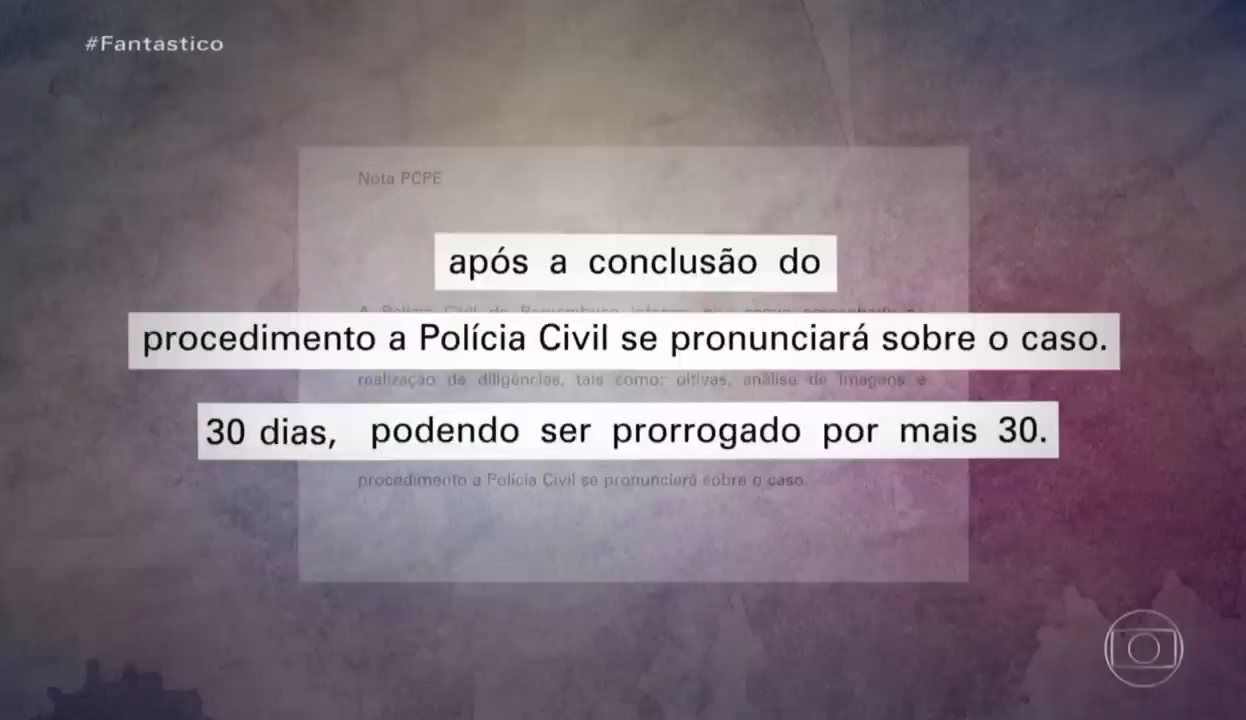 #Fantastico
Nota PCPE
após a conclusão do
procedimento a Polícia Civil se pronunciará sobre o caso.
realização de diligências, tais como: oitivas, análise de imagens e
30 dias, podendo ser prorrogado por mais 30.
procedimento a Polícia Civil se pronunciará sobre o caso.